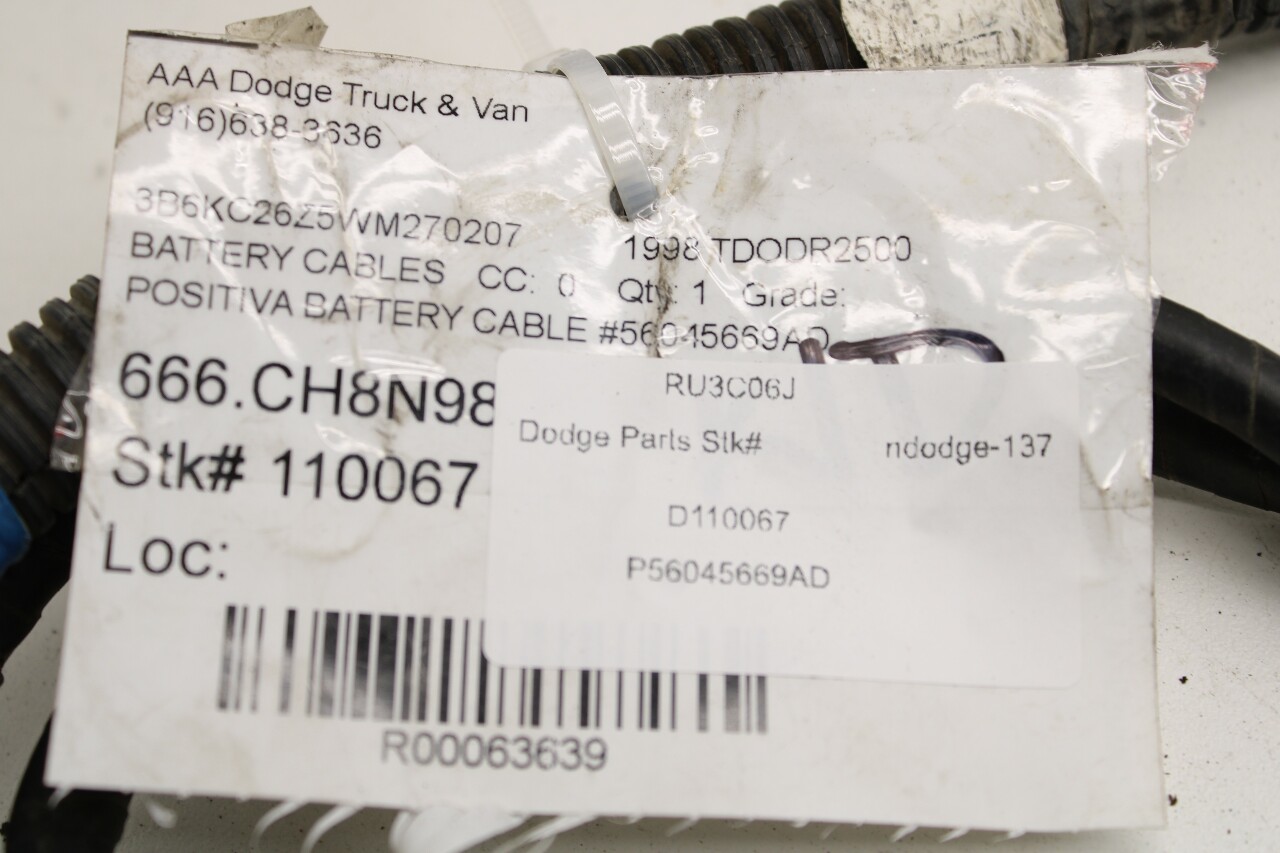 AAA Dodge Truck & Van
(916)638-3636
3B6KC26Z5WM270207 1998 TDODR2500
BATTERY CABLES CC: 0 Qty: 1 Grade:
POSITIVA BATTERY CABLE #56045669AD
666.CH8N98
Stk# 110067
Loc:
RU3C06J
Dodge Parts Stk# ndodge-137
D110067
P56045669AD
R00063639